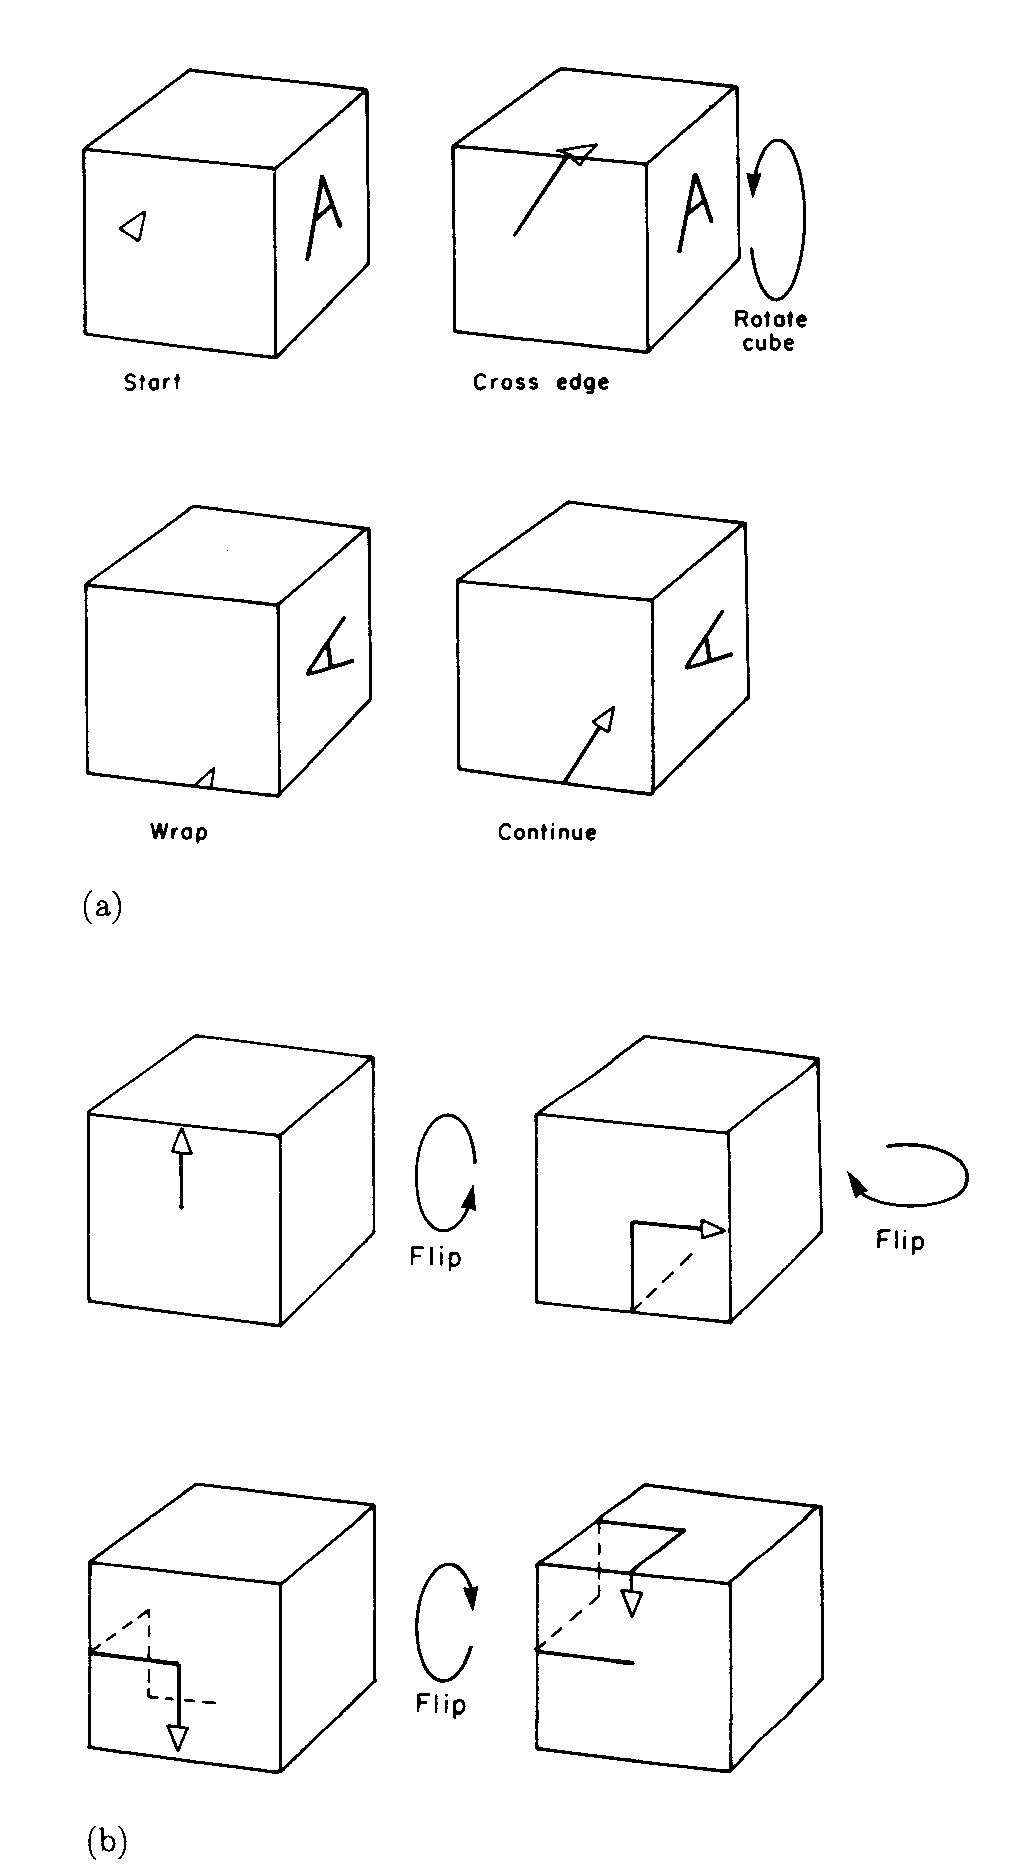 A
A
Rotate
cube
Start
Cross edge
A
A
Wrap
Continue
(a)
Flip
Flip
Flip
(b)